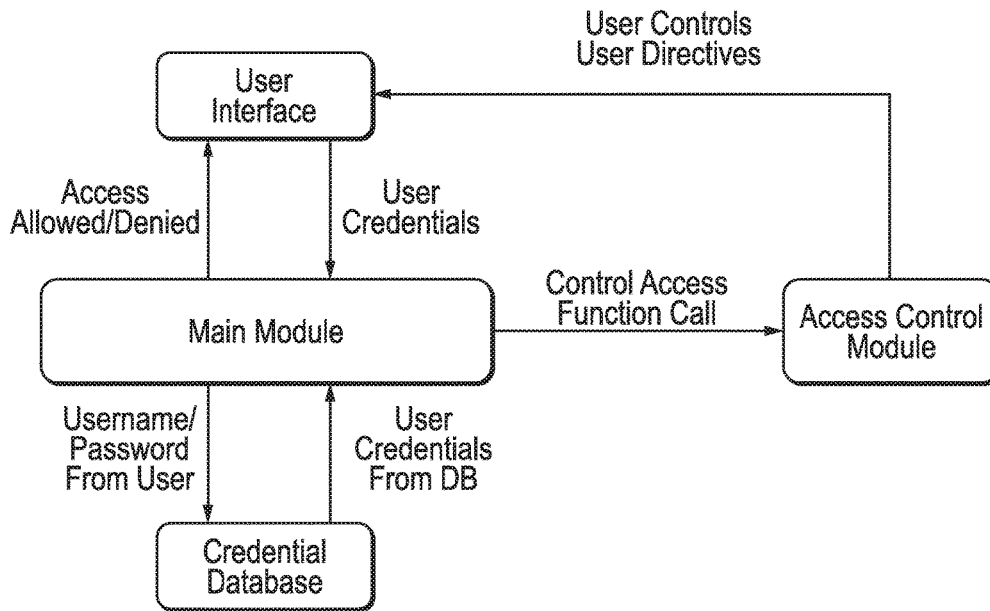 User Controls
User Directives
User
Interface
Access
Allowed/Denied
User
Credentials
Main Module
Control Access
Function Call
Access Control
Module
Username/
Password
From User
User
Credentials
From DB
Credential
Database